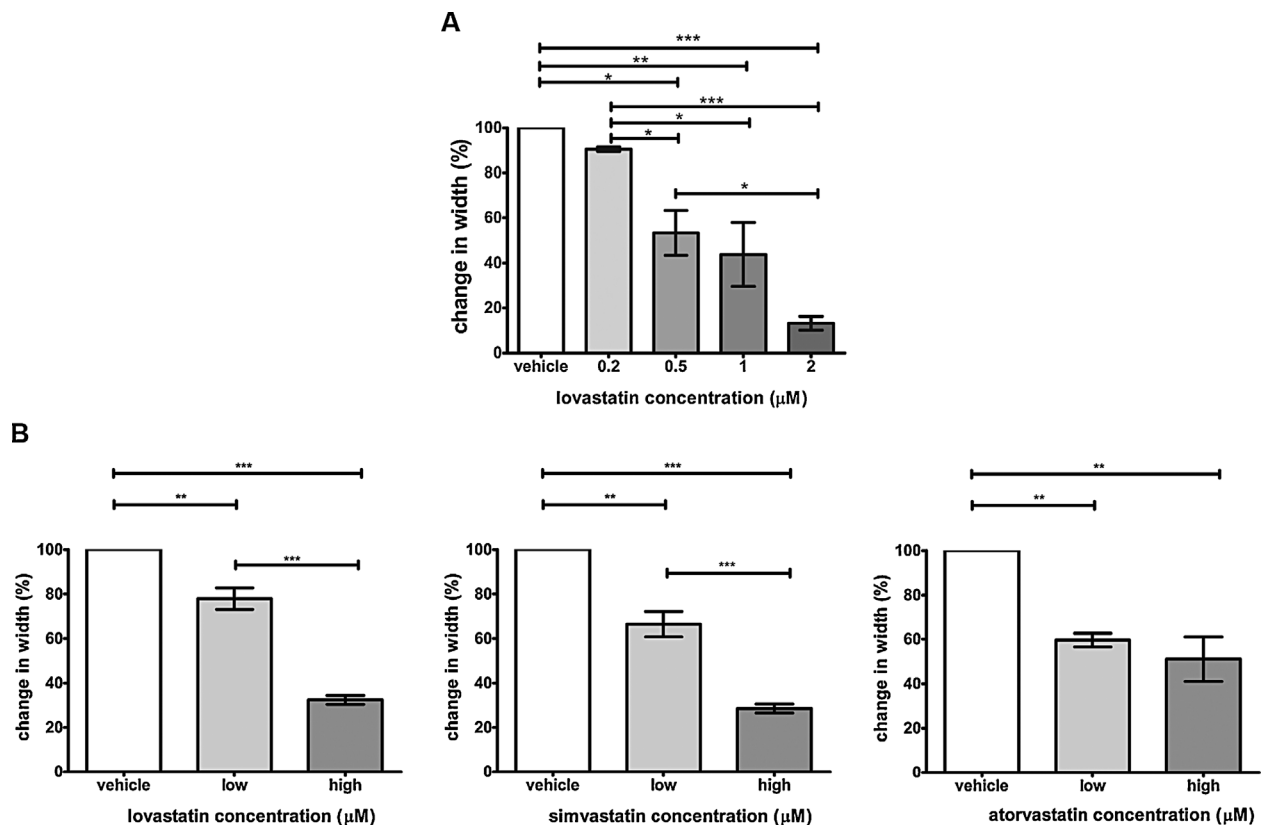 A
***
**
*
***
*
*
*
change in width (%)
100
80
60
40
20
0
vehicle 0.2 0.5 1 2
lovastatin concentration (μM)
B
***
**
***
change in width (%)
100
80
60
40
20
0
vehicle low high
lovastatin concentration (μM)
***
**
***
change in width (%)
100
80
60
40
20
0
vehicle low high
simvastatin concentration (μM)
**
**
change in width (%)
100
80
60
40
20
0
vehicle low high
atorvastatin concentration (μM)